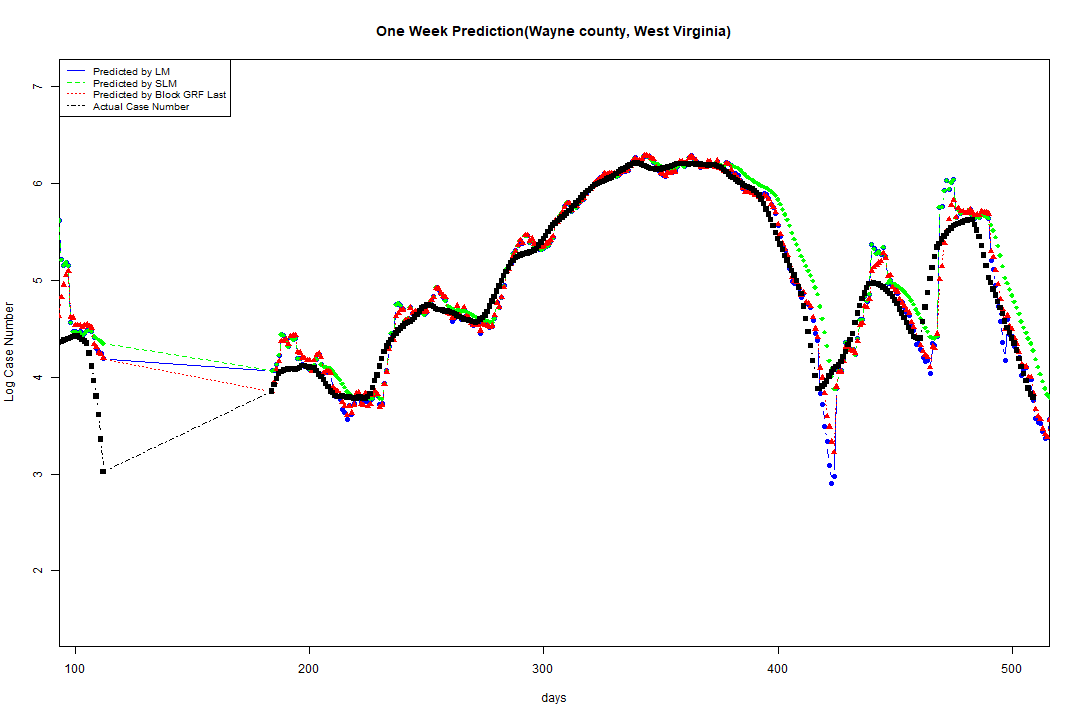 One Week Prediction(Wayne county, West Virginia)
Predicted by LM
Predicted by SLM
Predicted by Block GRF Last
Actual Case Number
Log Case Number
7
6
5
4
3
2
100
200
300
400
500
days